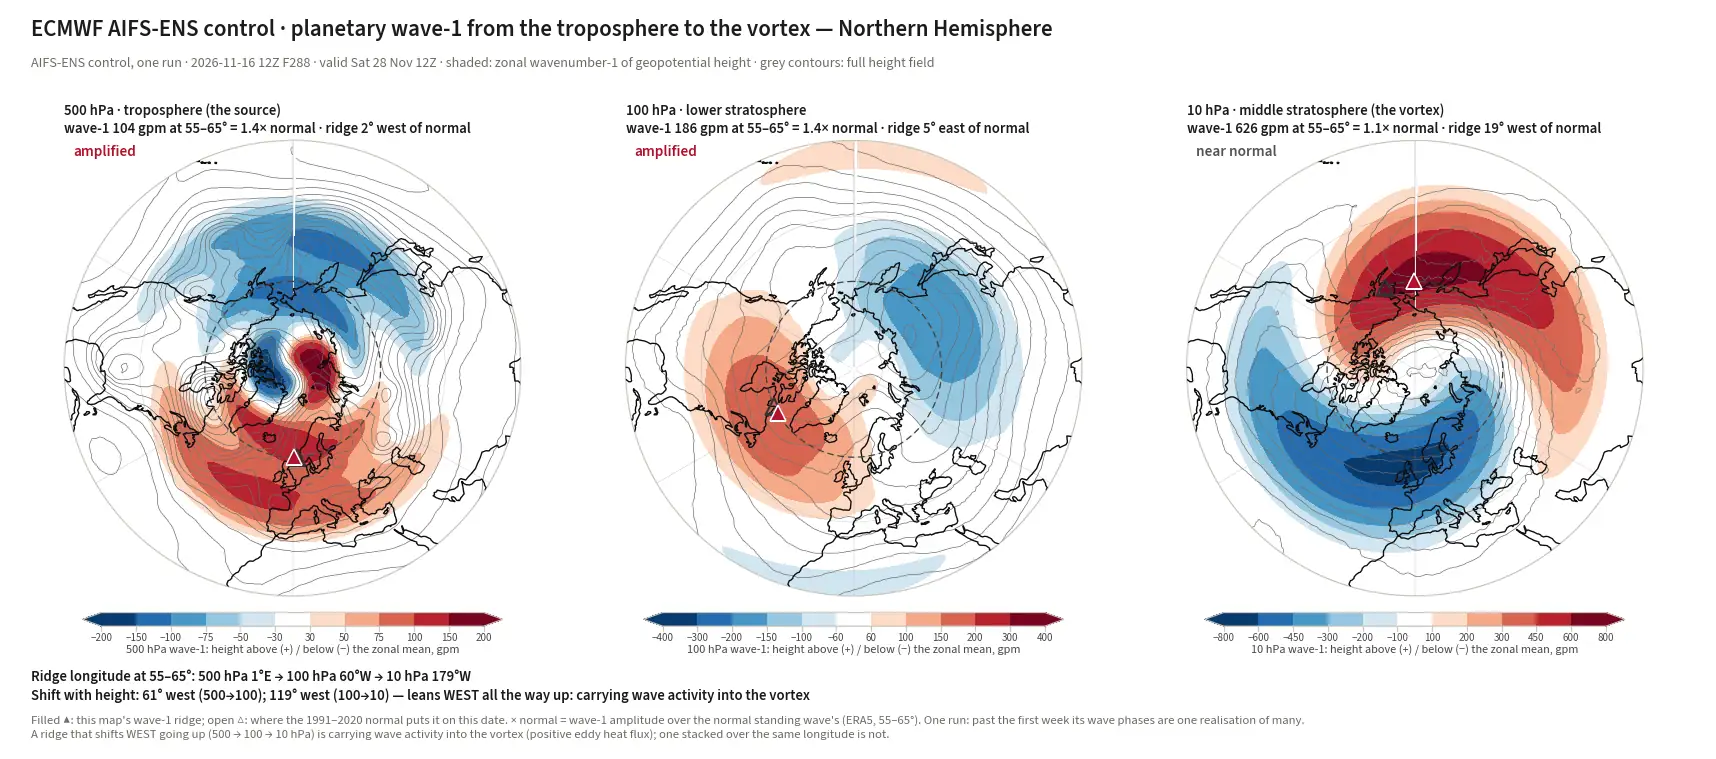 ECMWF AIFS-ENS control · planetary wave-1 from the troposphere to the vortex — Northern Hemisphere
AIFS-ENS control, one run · 2026-11-16 12Z F288 · valid Sat 28 Nov 12Z · shaded: zonal wavenumber-1 of geopotential height · grey contours: full height field
500 hPa · troposphere (the source)
wave-1 104 gpm at 55–65° = 1.4× normal · ridge 2° west of normal
amplified
100 hPa · lower stratosphere
wave-1 186 gpm at 55–65° = 1.4× normal · ridge 5° east of normal
amplified
10 hPa · middle stratosphere (the vortex)
wave-1 626 gpm at 55–65° = 1.1× normal · ridge 19° west of normal
near normal
−200 −150 −100 −75 −50 −30 30 50 75 100 150 200
500 hPa wave-1: height above (+) / below (−) the zonal mean, gpm
−400 −300 −200 −150 −100 −60 60 100 150 200 300 400
100 hPa wave-1: height above (+) / below (−) the zonal mean, gpm
−800 −600 −450 −300 −200 −100 100 200 300 450 600 800
10 hPa wave-1: height above (+) / below (−) the zonal mean, gpm
Ridge longitude at 55–65°: 500 hPa 1°E → 100 hPa 60°W → 10 hPa 179°W
Shift with height: 61° west (500→100); 119° west (100→10) — leans WEST all the way up: carrying wave activity into the vortex
Filled ▲: this map's wave-1 ridge; open △: where the 1991–2020 normal puts it on this date. × normal = wave-1 amplitude over the normal standing wave's (ERA5, 55–65°). One run: past the first week its wave phases are one realisation of many.
A ridge that shifts WEST going up (500 → 100 → 10 hPa) is carrying wave activity into the vortex (positive eddy heat flux); one stacked over the same longitude is not.